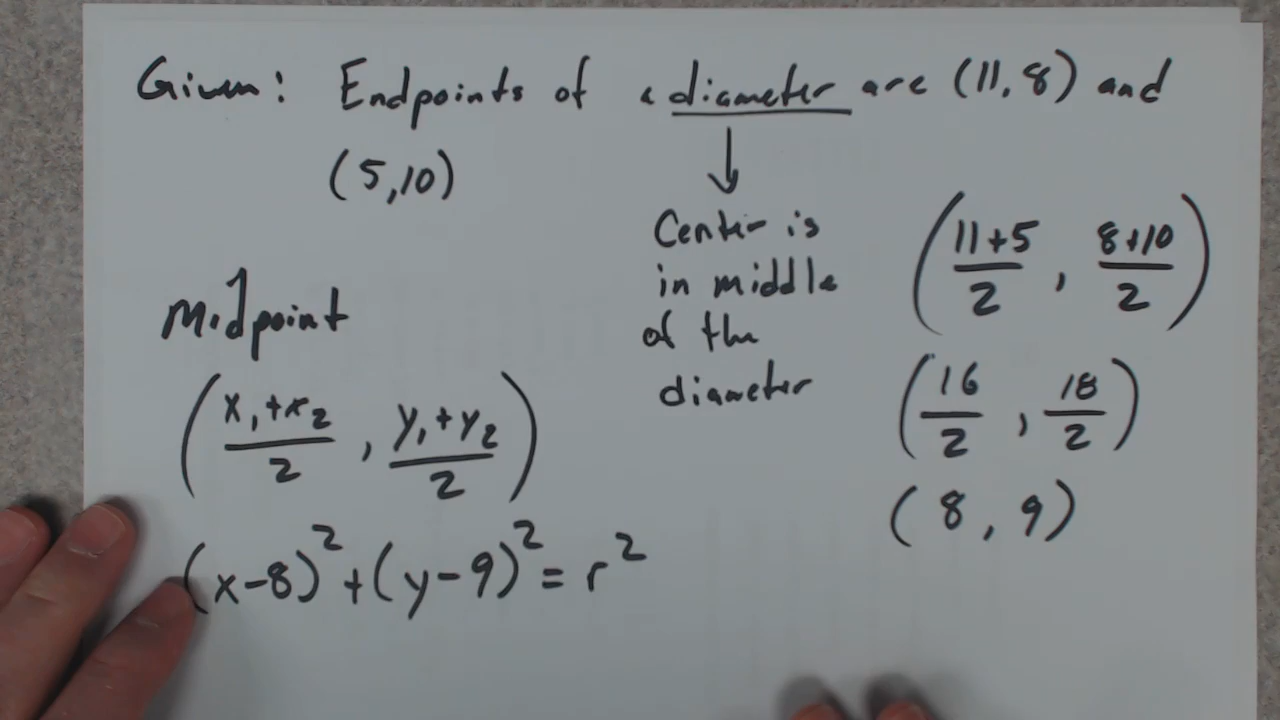 Given: Endpoints of a diameter are (11, 8) and
(5,10)
Center is
in middle
of the
diameter
Midpoint
(x₁+x₂/2, y₁+y₂/2)
(x-8)²+(y-9)²=r²
(11+5/2, 8+10/2)
(16/2, 18/2)
(8, 9)